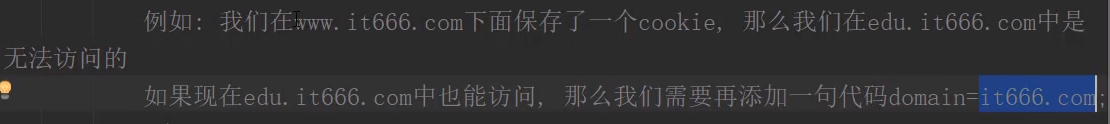 例如: 我们在www.it666.com下面保存了一个cookie, 那么我们在edu.it666.com中是
无法访问的
如果现在edu.it666.com中也能访问, 那么我们需要再添加一句代码domain=it666.com;